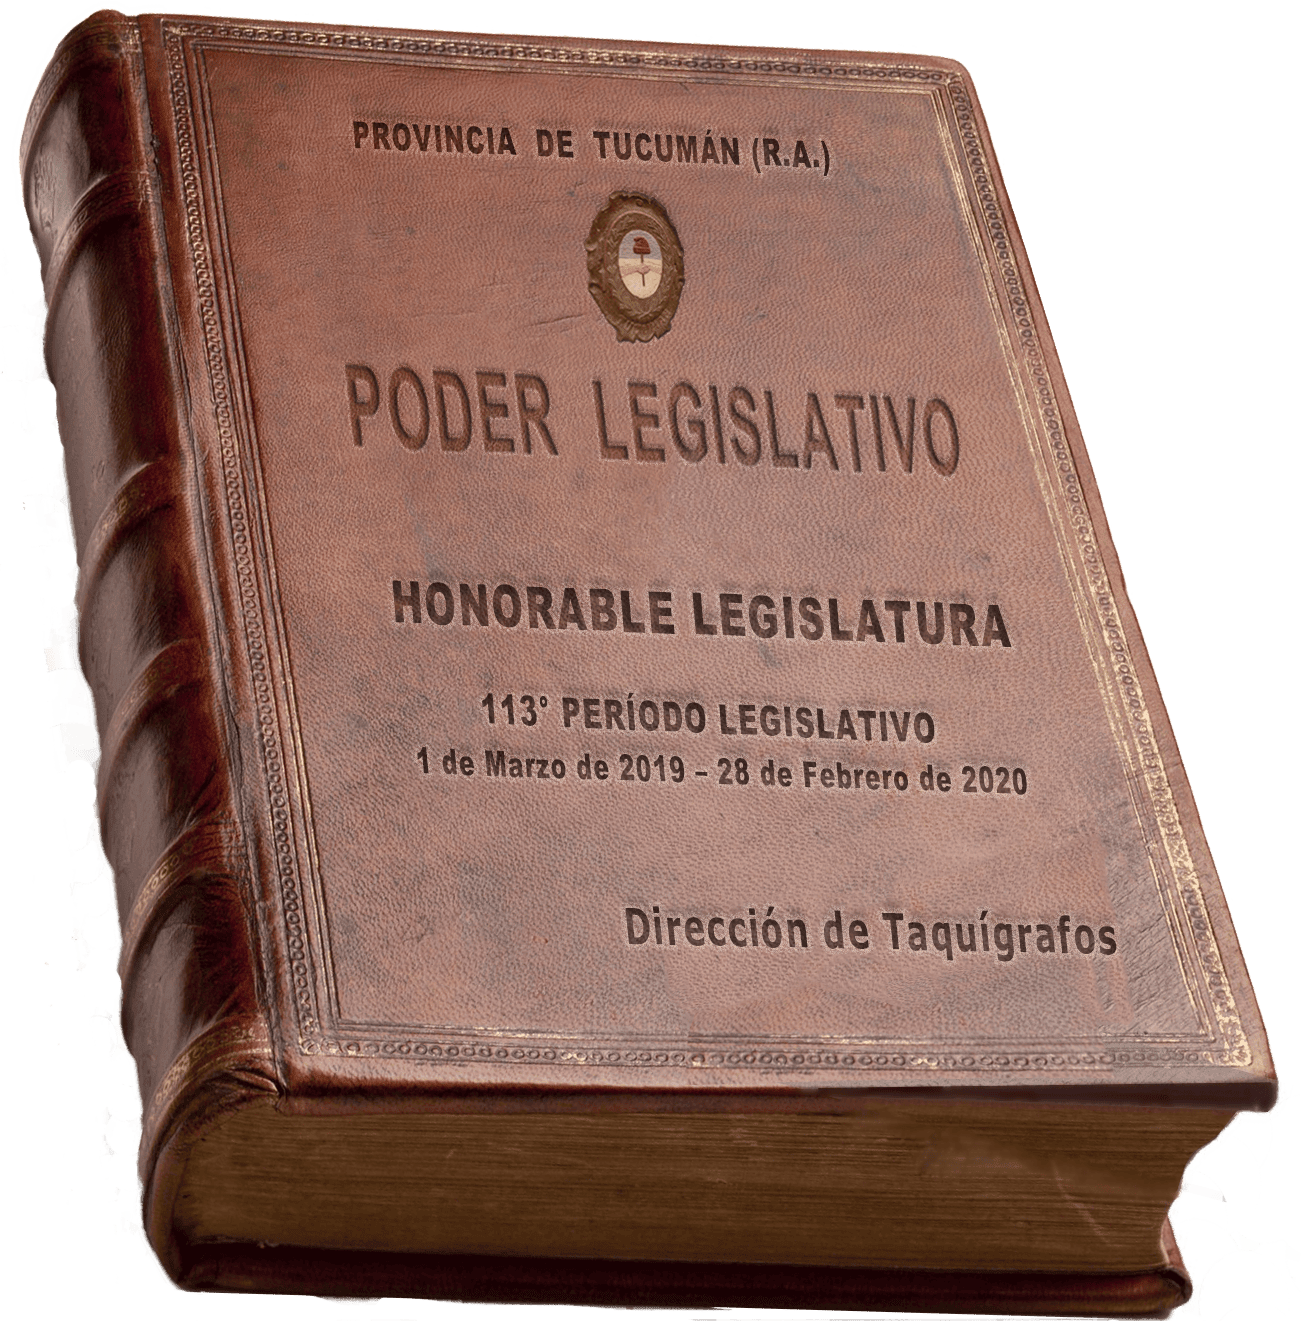 PROVINCIA DE TUCUMÁN (R.A.)
PODER LEGISLATIVO
HONORABLE LEGISLATURA
113° PERÍODO LEGISLATIVO
1 de Marzo de 2019 – 28 de Febrero de 2020
Dirección de Taquígrafos